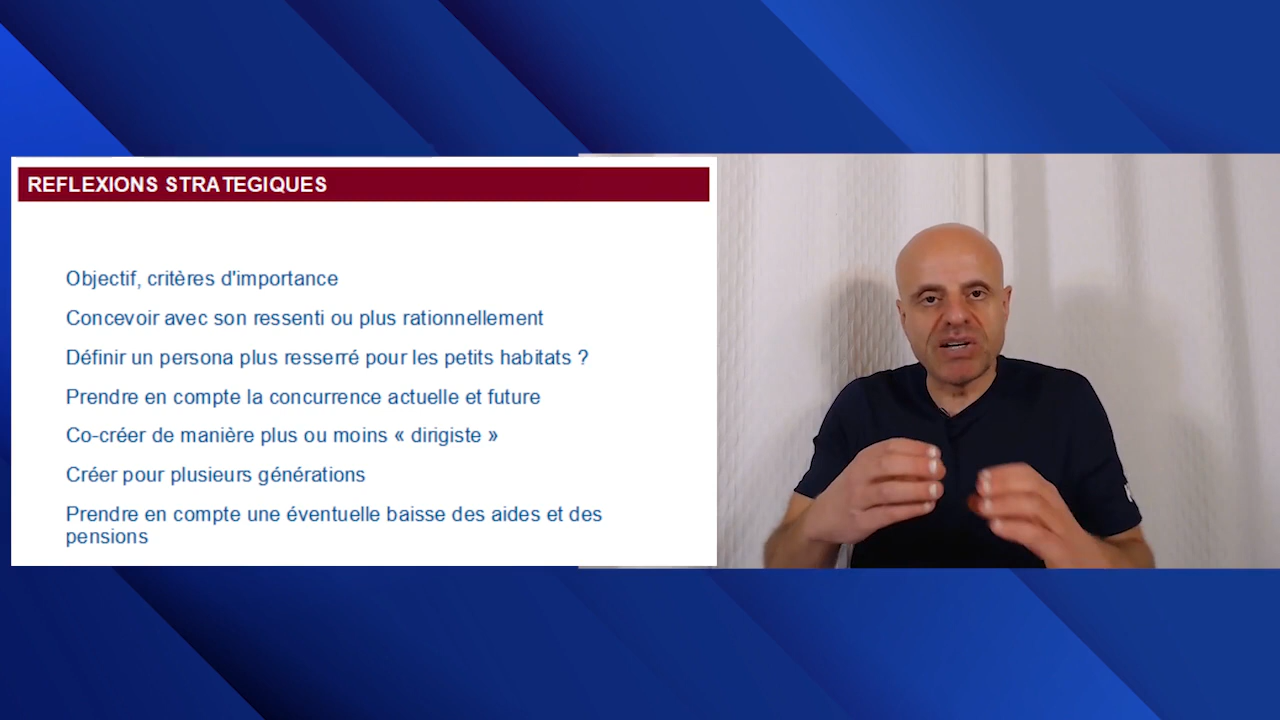 REFLEXIONS STRATEGIQUES
Objectif, critères d'importance
Concevoir avec son ressenti ou plus rationnellement
Définir un persona plus resserré pour les petits habitats ?
Prendre en compte la concurrence actuelle et future
Co-créer de manière plus ou moins « dirigiste »
Créer pour plusieurs générations
Prendre en compte une éventuelle baisse des aides et des
pensions